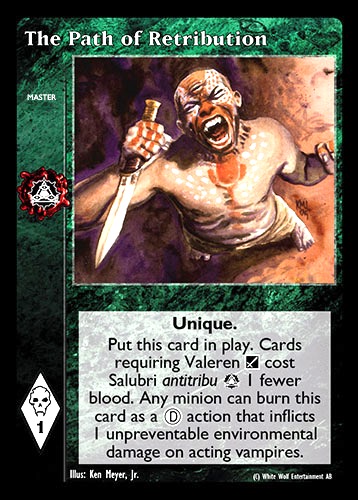 The Path of Retribution
MASTER
Unique.
Put this card in play. Cards
requiring Valeren cost
Salubri antitribu 1 fewer
blood. Any minion can burn this
card as a Ⓓ action that inflicts
1 unpreventable environmental
damage on acting vampires.
1
Illus: Ken Meyer, Jr.
(C) White Wolf Entertainment AB